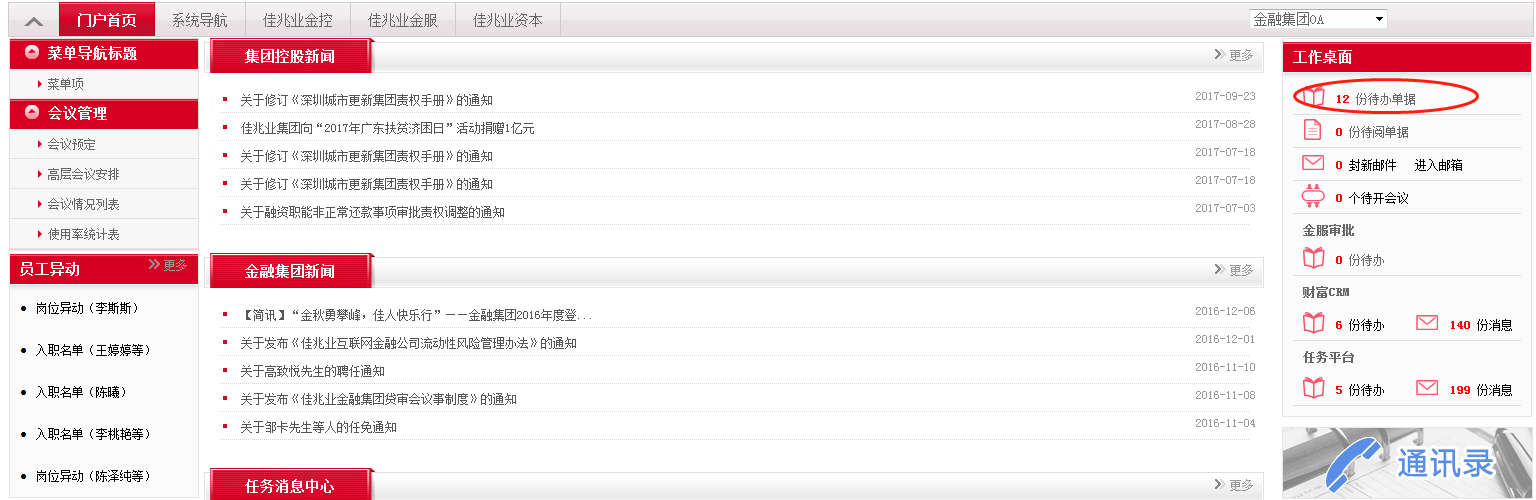 门户首页 系统导航 佳兆业金控 佳兆业金服 佳兆业资本 金融集团OA
菜单导航标题
菜单项
会议管理
会议预定
高层会议安排
会议情况列表
使用率统计表
员工异动 更多
岗位异动（李斯斯）
入职名单（王婷婷等）
入职名单（陈曦）
入职名单（李桃艳等）
岗位异动（陈泽纯等）
集团控股新闻 更多
关于修订《深圳城市更新集团责权手册》的通知 2017-09-23
佳兆业集团向“2017年广东扶贫济困日”活动捐赠1亿元 2017-08-28
关于修订《深圳城市更新集团责权手册》的通知 2017-07-18
关于修订《深圳城市更新集团责权手册》的通知 2017-07-18
关于融资职能非正常还款事项审批责权调整的通知 2017-07-03
金融集团新闻 更多
【简讯】“金秋勇攀峰，佳人快乐行”——金融集团2016年度登... 2016-12-06
关于发布《佳兆业互联网金融公司流动性风险管理办法》的通知 2016-12-01
关于高致悦先生的聘任通知 2016-11-10
关于发布《佳兆业金融集团贷审会议事制度》的通知 2016-11-08
关于邹卡先生等人的任免通知 2016-11-04
任务消息中心 更多
工作桌面
12 份待办单据
0 份待阅单据
0 封新邮件 进入邮箱
0 个待开会议
金服审批
0 份待办
财富CRM
6 份待办 140 份消息
任务平台
5 份待办 199 份消息
通讯录